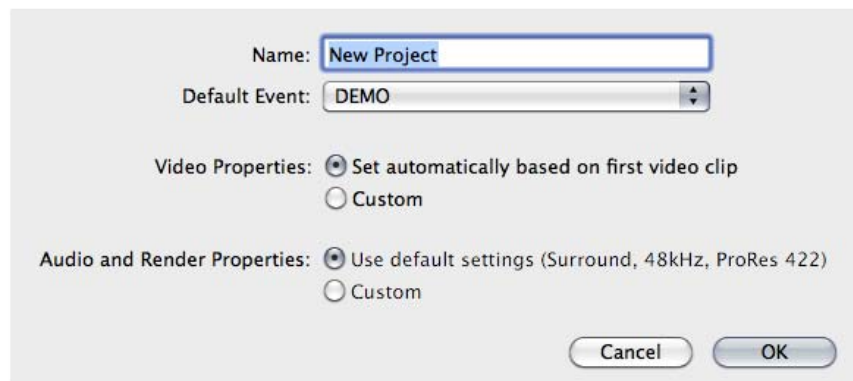 Name: New Project
Default Event: DEMO
Video Properties: Set automatically based on first video clip
Custom
Audio and Render Properties: Use default settings (Surround, 48kHz, ProRes 422)
Custom
Cancel OK